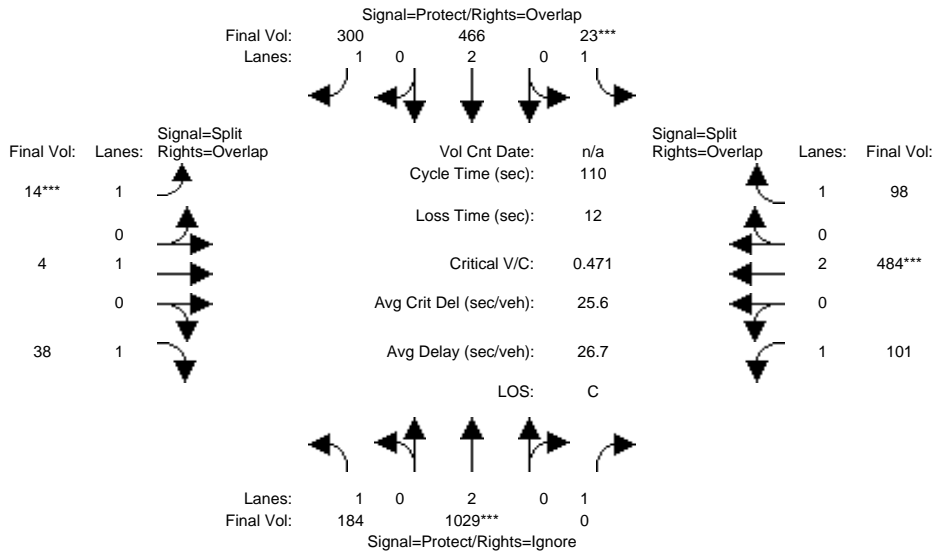 Signal=Protect/Rights=Overlap
Final Vol: 300 466 23***
Lanes: 1 0 2 0 1
Signal=Split Signal=Split
Final Vol: Lanes: Rights=Overlap Vol Cnt Date: n/a Rights=Overlap Lanes: Final Vol:
Cycle Time (sec): 110
14*** 1 1 98
Loss Time (sec): 12
0 0
4 1 Critical V/C: 0.471 2 484***
0 Avg Crit Del (sec/veh): 25.6 0
38 1 Avg Delay (sec/veh): 26.7 1 101
LOS: C
Lanes: 1 0 2 0 1
Final Vol: 184 1029*** 0
Signal=Protect/Rights=Ignore